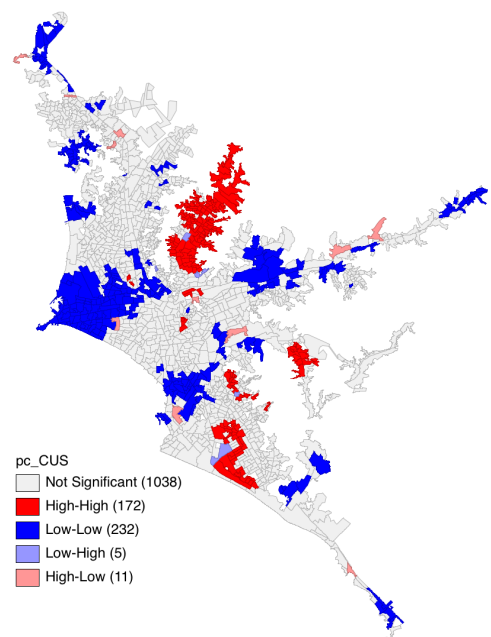 pc_CUS
Not Significant (1038)
High-High (172)
Low-Low (232)
Low-High (5)
High-Low (11)